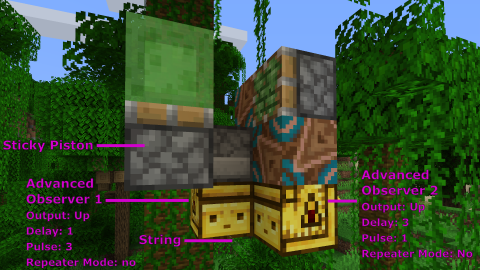 Sticky Piston
Advanced
Observer 1
Output: Up
Delay: 1
Pulse: 3
Repeater Mode: no
String
Advanced
Observer 2
Output: Up
Delay: 3
Pulse: 1
Repeater Mode: No